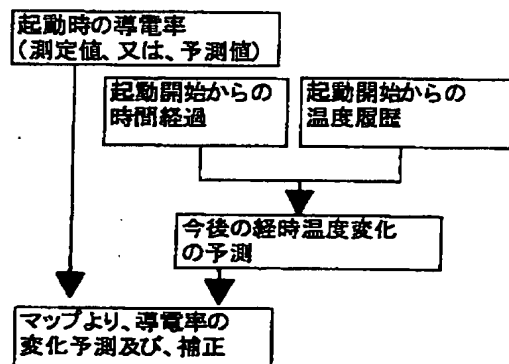 起動時の導電率
(測定値、又は、予測値)
起動開始からの
時間経過
起動開始からの
温度履歴
今後の経時温度変化
の予測
マップより、導電率の
変化予測及び、補正